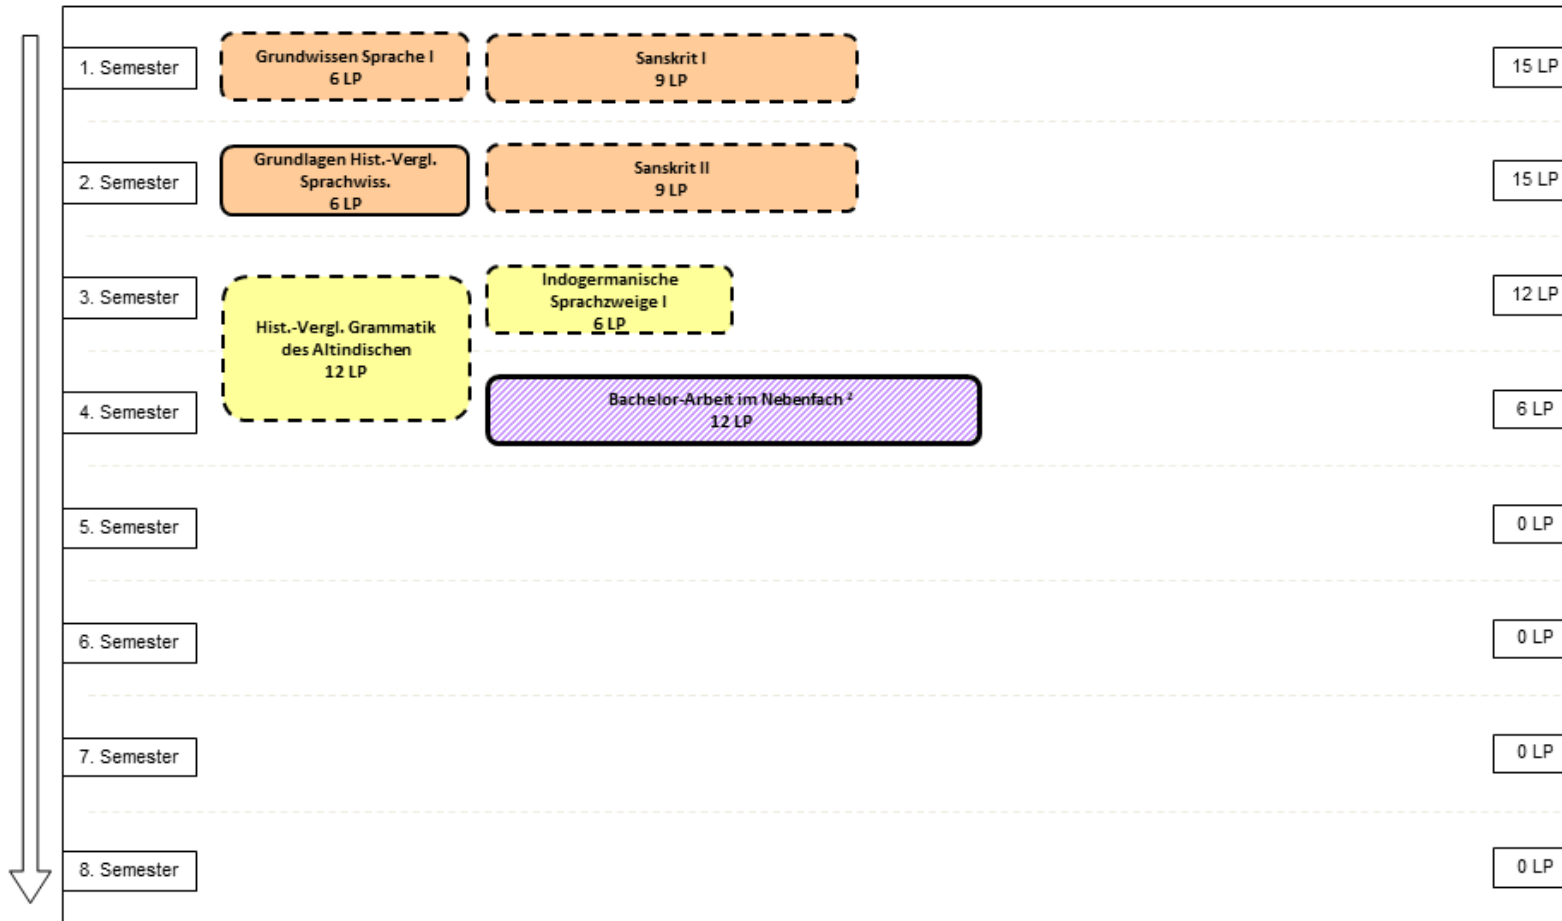 1. Semester
Grundwissen Sprache I
6 LP
Sanskrit I
9 LP
15 LP
2. Semester
Grundlagen Hist.-Vergl.
Sprachwiss.
6 LP
Sanskrit II
9 LP
15 LP
3. Semester
Hist.-Vergl. Grammatik
des Altindischen
12 LP
Indogermanische
Sprachzweige I
6 LP
12 LP
4. Semester
Bachelor-Arbeit im Nebenfach ²
12 LP
6 LP
5. Semester
0 LP
6. Semester
0 LP
7. Semester
0 LP
8. Semester
0 LP